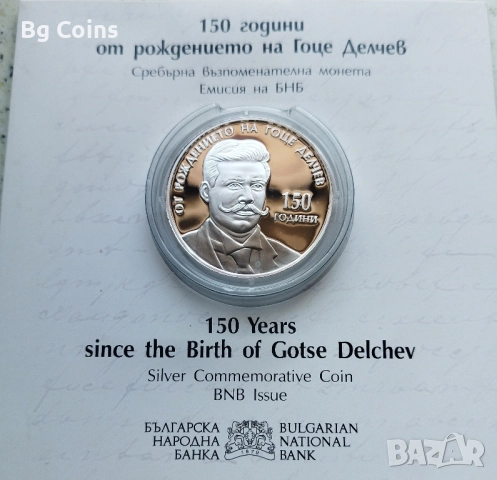 Bg Coins
150 години
от рождението на Гоце Делчев
Сребърна възпоменателна монета
Емисия на БНБ
ОТ РОЖДЕНИЕТО НА ГОЦЕ ДЕЛЧЕВ
150
ГОДИНИ
150 Years
since the Birth of Gotse Delchev
Silver Commemorative Coin
BNB Issue
БЪЛГАРСКА
НАРОДНА
БАНКА
1879
BULGARIAN
NATIONAL
BANK
BAZAR